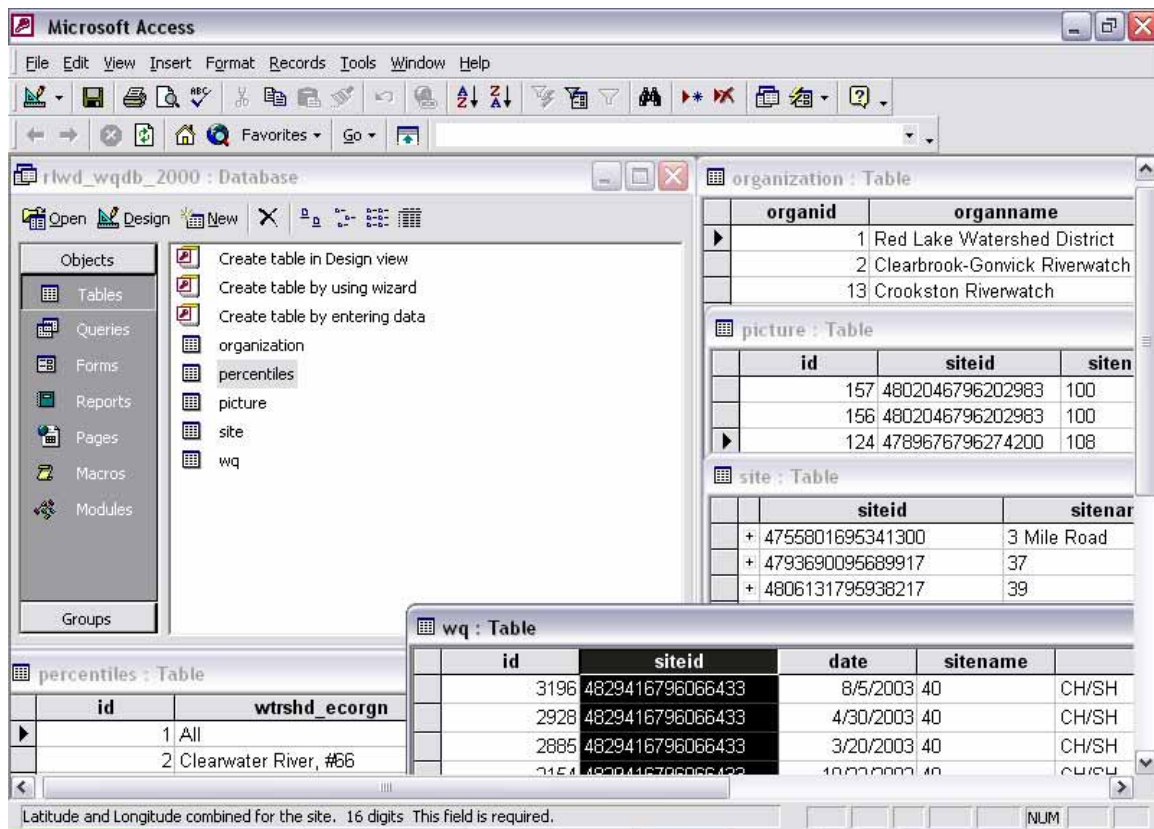 Microsoft Access
File Edit View Insert Format Records Tools Window Help
ABC
Favorites Go
rlwd_wqdb_2000 : Database
Open Design New
Objects
Tables
Queries
Forms
Reports
Pages
Macros
Modules
Groups
Create table in Design view
Create table by using wizard
Create table by entering data
organization
percentiles
picture
site
wq
organization : Table
organid organname
1 Red Lake Watershed District
2 Clearbrook-Gonvick Riverwatch
13 Crookston Riverwatch
picture : Table
id siteid siten
157 4802046796202983 100
156 4802046796202983 100
124 4789676796274200 108
site : Table
siteid sitenar
+ 4755801695341300 3 Mile Road
+ 4793690095689917 37
+ 4806131795938217 39
percentiles : Table
id wtrshd_ecorgn
1 All
2 Clearwater River, #66
wq : Table
id siteid date sitename
3196 4829416796066433 8/5/2003 40 CH/SH
2928 4829416796066433 4/30/2003 40 CH/SH
2885 4829416796066433 3/20/2003 40 CH/SH
Latitude and Longitude combined for the site. 16 digits This field is required.
NUM